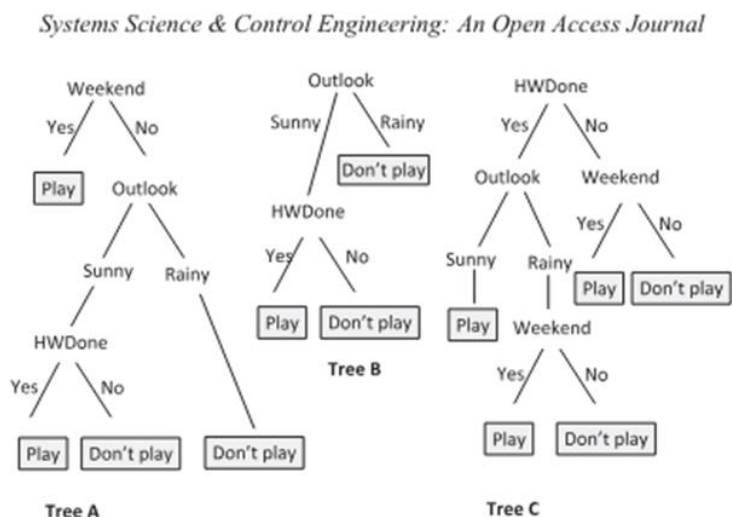 Systems Science & Control Engineering: An Open Access Journal
Weekend
Yes No
Play Outlook
Sunny Rainy
HWDone
Yes No
Play Don't play Don't play
Tree A
Outlook
Sunny Rainy
Don't play
HWDone
Yes No
Play Don't play
Tree B
HWDone
Yes No
Outlook Weekend
Yes No
Sunny Rainy
Play Don't play
Play Weekend
Yes No
Play Don't play
Tree C